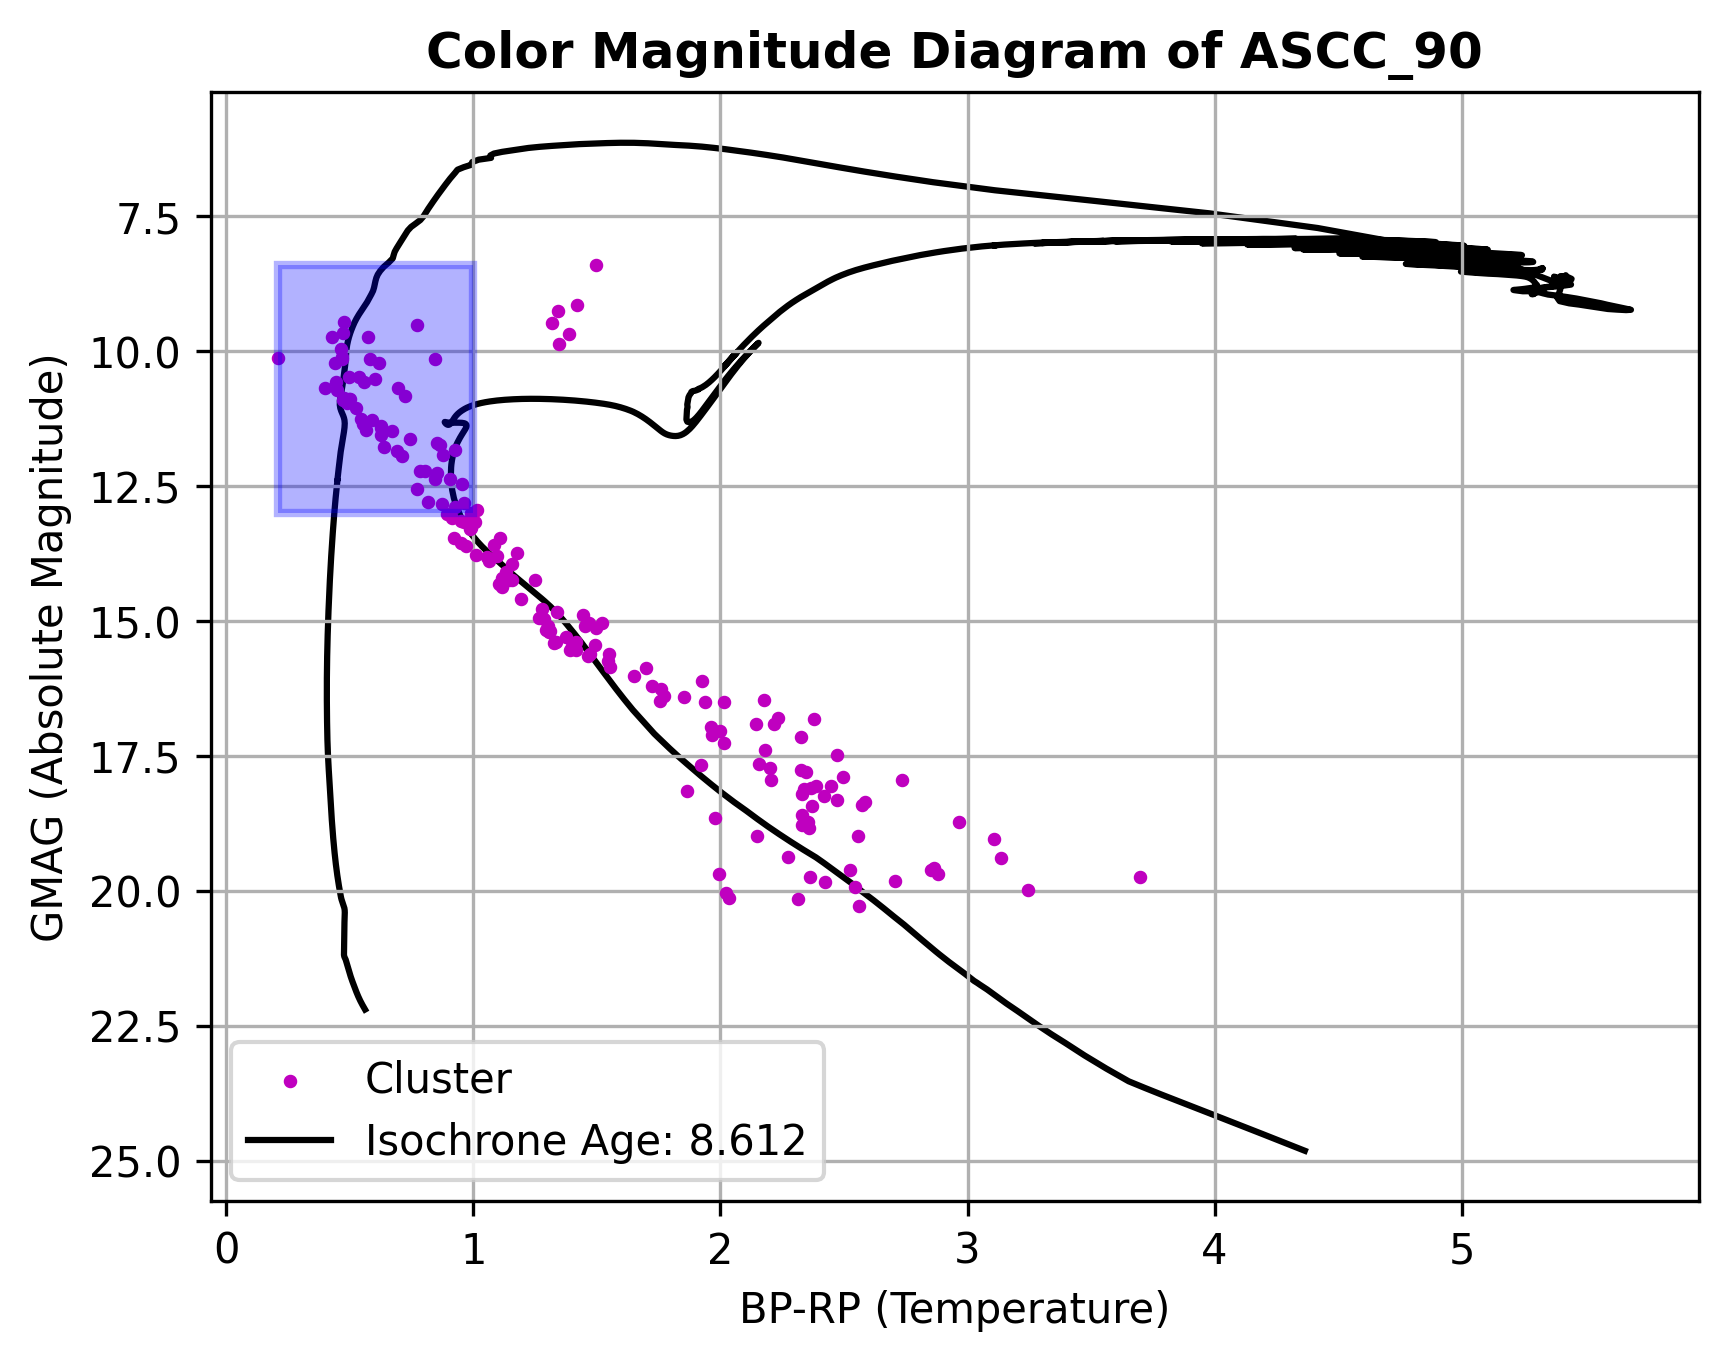 Color Magnitude Diagram of ASCC_90
GMAG (Absolute Magnitude)
7.5
10.0
12.5
15.0
17.5
20.0
22.5
25.0
Cluster
Isochrone Age: 8.612
0 1 2 3 4 5
BP-RP (Temperature)